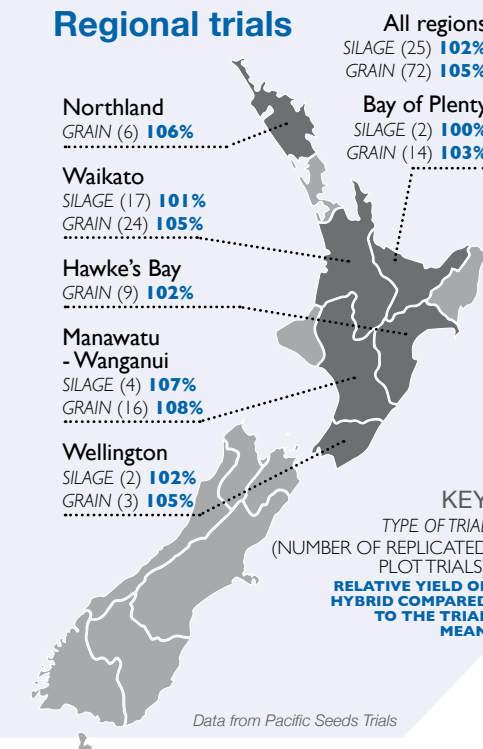 Regional trials
All regions
SILAGE (25) 102%
GRAIN (72) 105%
Northland
GRAIN (6) 106%
Bay of Plenty
SILAGE (2) 100%
GRAIN (14) 103%
Waikato
SILAGE (17) 101%
GRAIN (24) 105%
Hawke's Bay
GRAIN (9) 102%
Manawatu
- Wanganui
SILAGE (4) 107%
GRAIN (16) 108%
Wellington
SILAGE (2) 102%
GRAIN (3) 105%
KEY
TYPE OF TRIAL
(NUMBER OF REPLICATED
PLOT TRIALS)
RELATIVE YIELD OF
HYBRID COMPARED
TO THE TRIAL
MEAN
Data from Pacific Seeds Trials